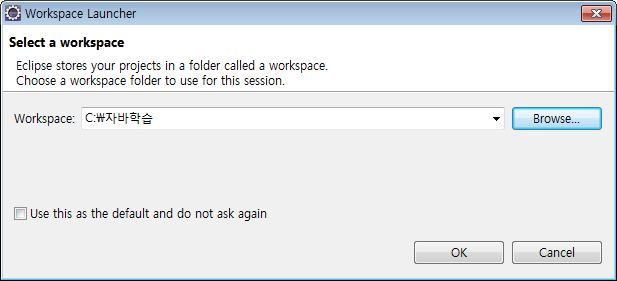 Workspace Launcher
Select a workspace
Eclipse stores your projects in a folder called a workspace.
Choose a workspace folder to use for this session.
Workspace: C:₩자바학습 Browse...
Use this as the default and do not ask again
OK Cancel